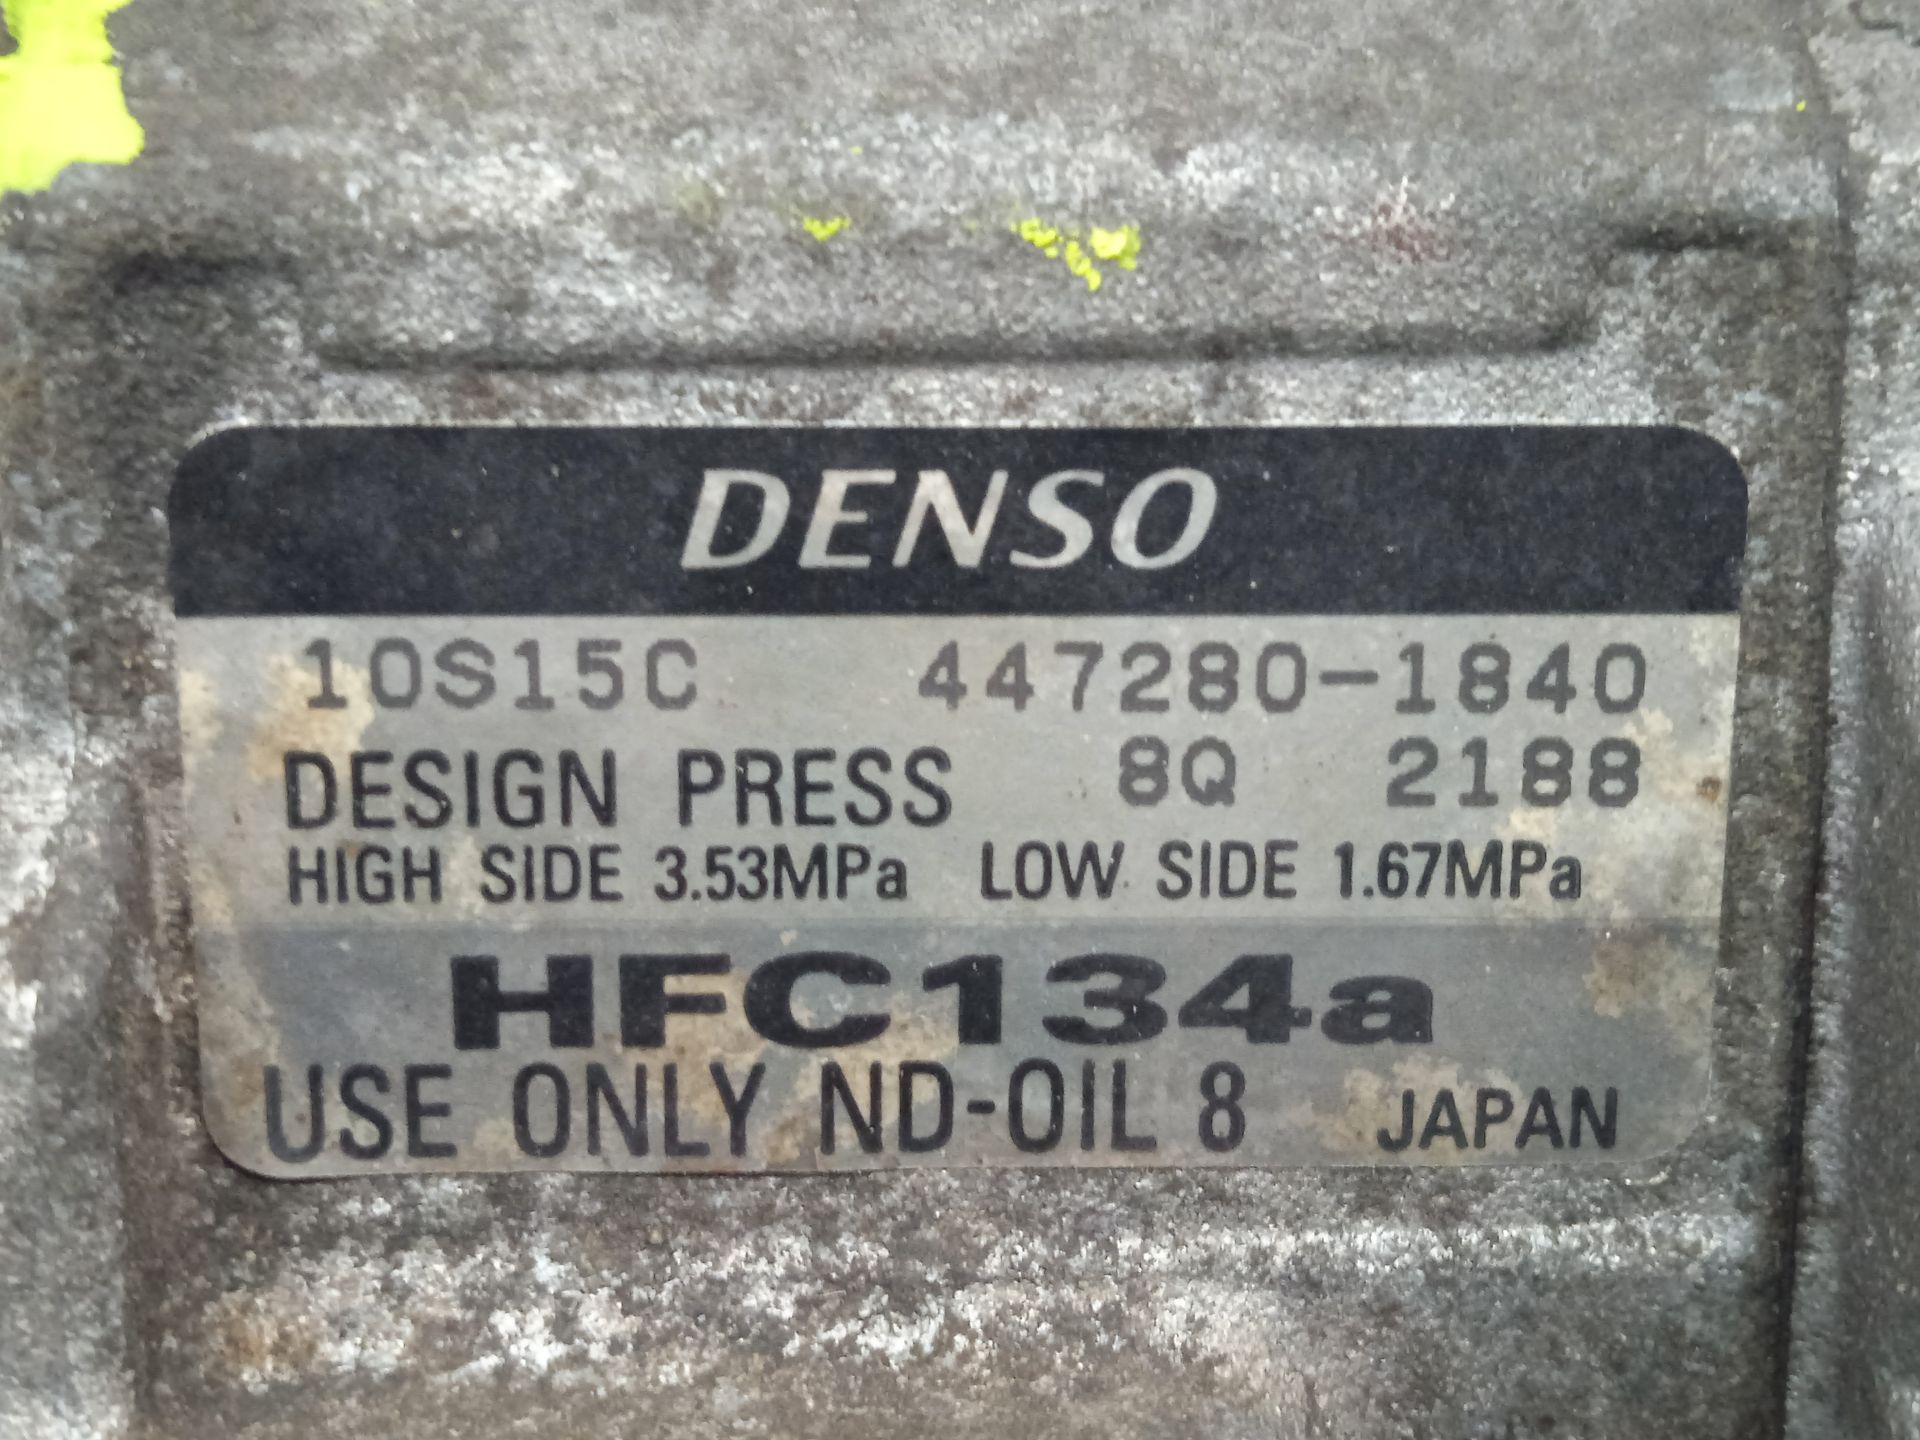 DENSO
10S15C 447280-1840
DESIGN PRESS 8Q 2188
HIGH SIDE 3.53MPa LOW SIDE 1.67MPa
HFC134a
USE ONLY ND-OIL 8 JAPAN